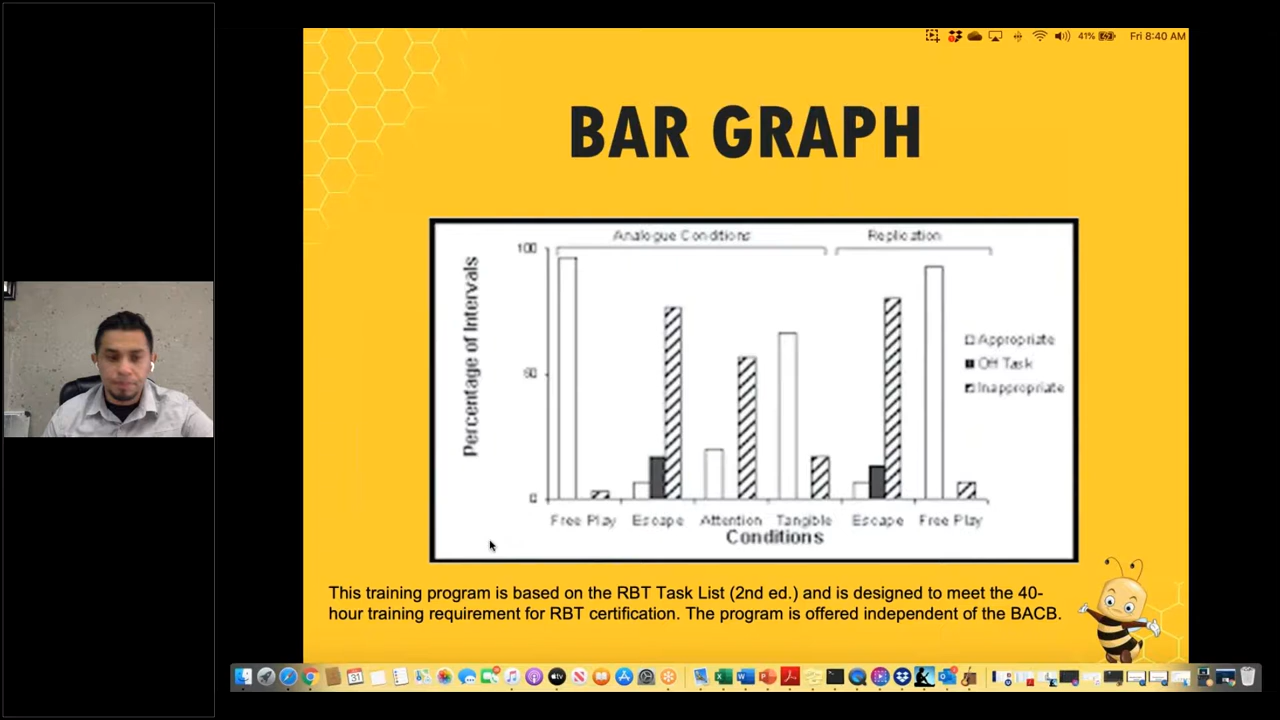 41% Fri 8:40 AM
BAR GRAPH
Analogue Conditions Replication
Percentage of Intervals
100
50
0
Appropriate
Off Task
Inappropriate
Free Play Escape Attention Tangible Escape Free Play
Conditions
This training program is based on the RBT Task List (2nd ed.) and is designed to meet the 40-
hour training requirement for RBT certification. The program is offered independent of the BACB.
31